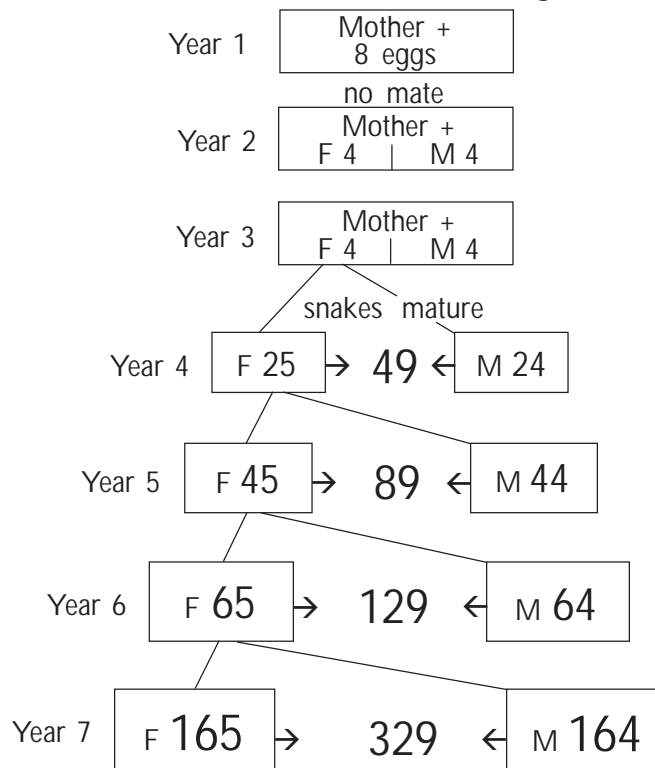 Year 1 Mother +
8 eggs
no mate
Year 2 Mother +
F 4 M 4
Year 3 Mother +
F 4 M 4
snakes mature
Year 4 F 25 → 49 ← M 24
Year 5 F 45 → 89 ← M 44
Year 6 F 65 → 129 ← M 64
Year 7 F 165 → 329 ← M 164